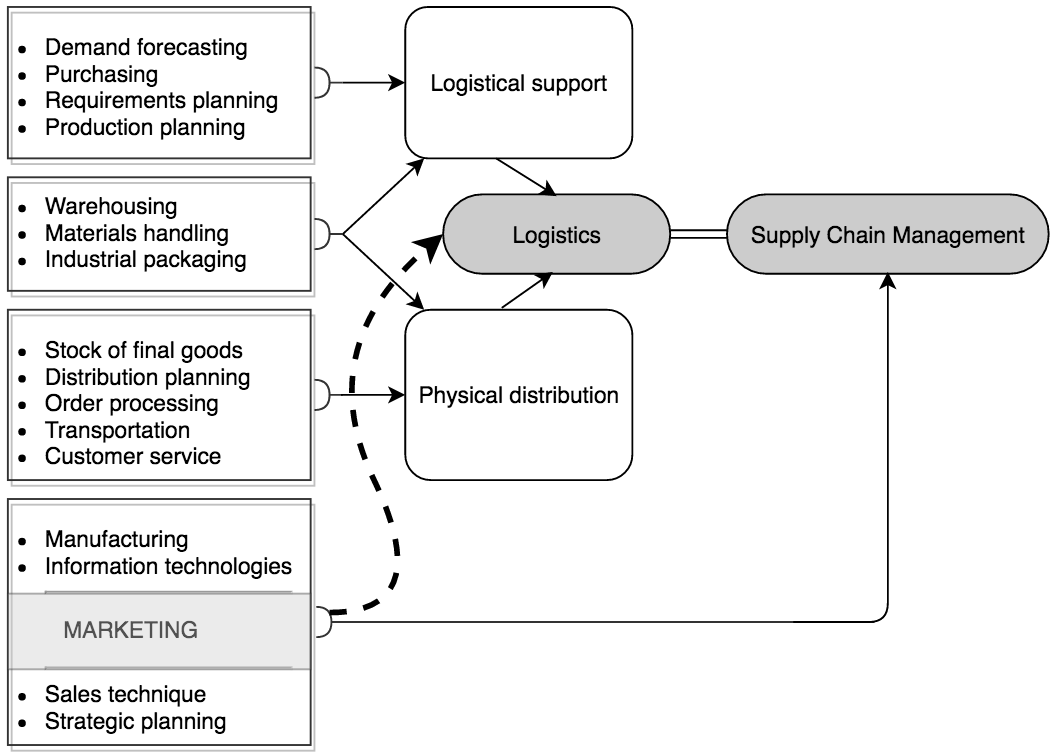 • Demand forecasting
• Purchasing
• Requirements planning
• Production planning
Logistical support
• Warehousing
• Materials handling
• Industrial packaging
Logistics
Supply Chain Management
• Stock of final goods
• Distribution planning
• Order processing
• Transportation
• Customer service
Physical distribution
• Manufacturing
• Information technologies
MARKETING
• Sales technique
• Strategic planning